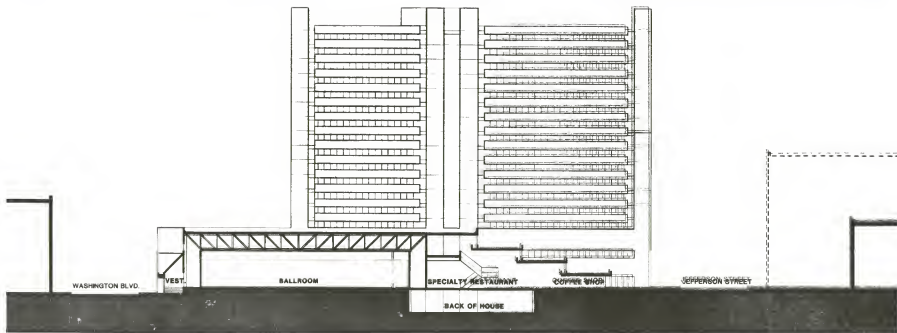 WASHINGTON BLVD.
VEST.
BALLROOM
SPECIALTY RESTAURANT
COFFEE SHOP
JEFFERSON STREET
BACK OF HOUSE